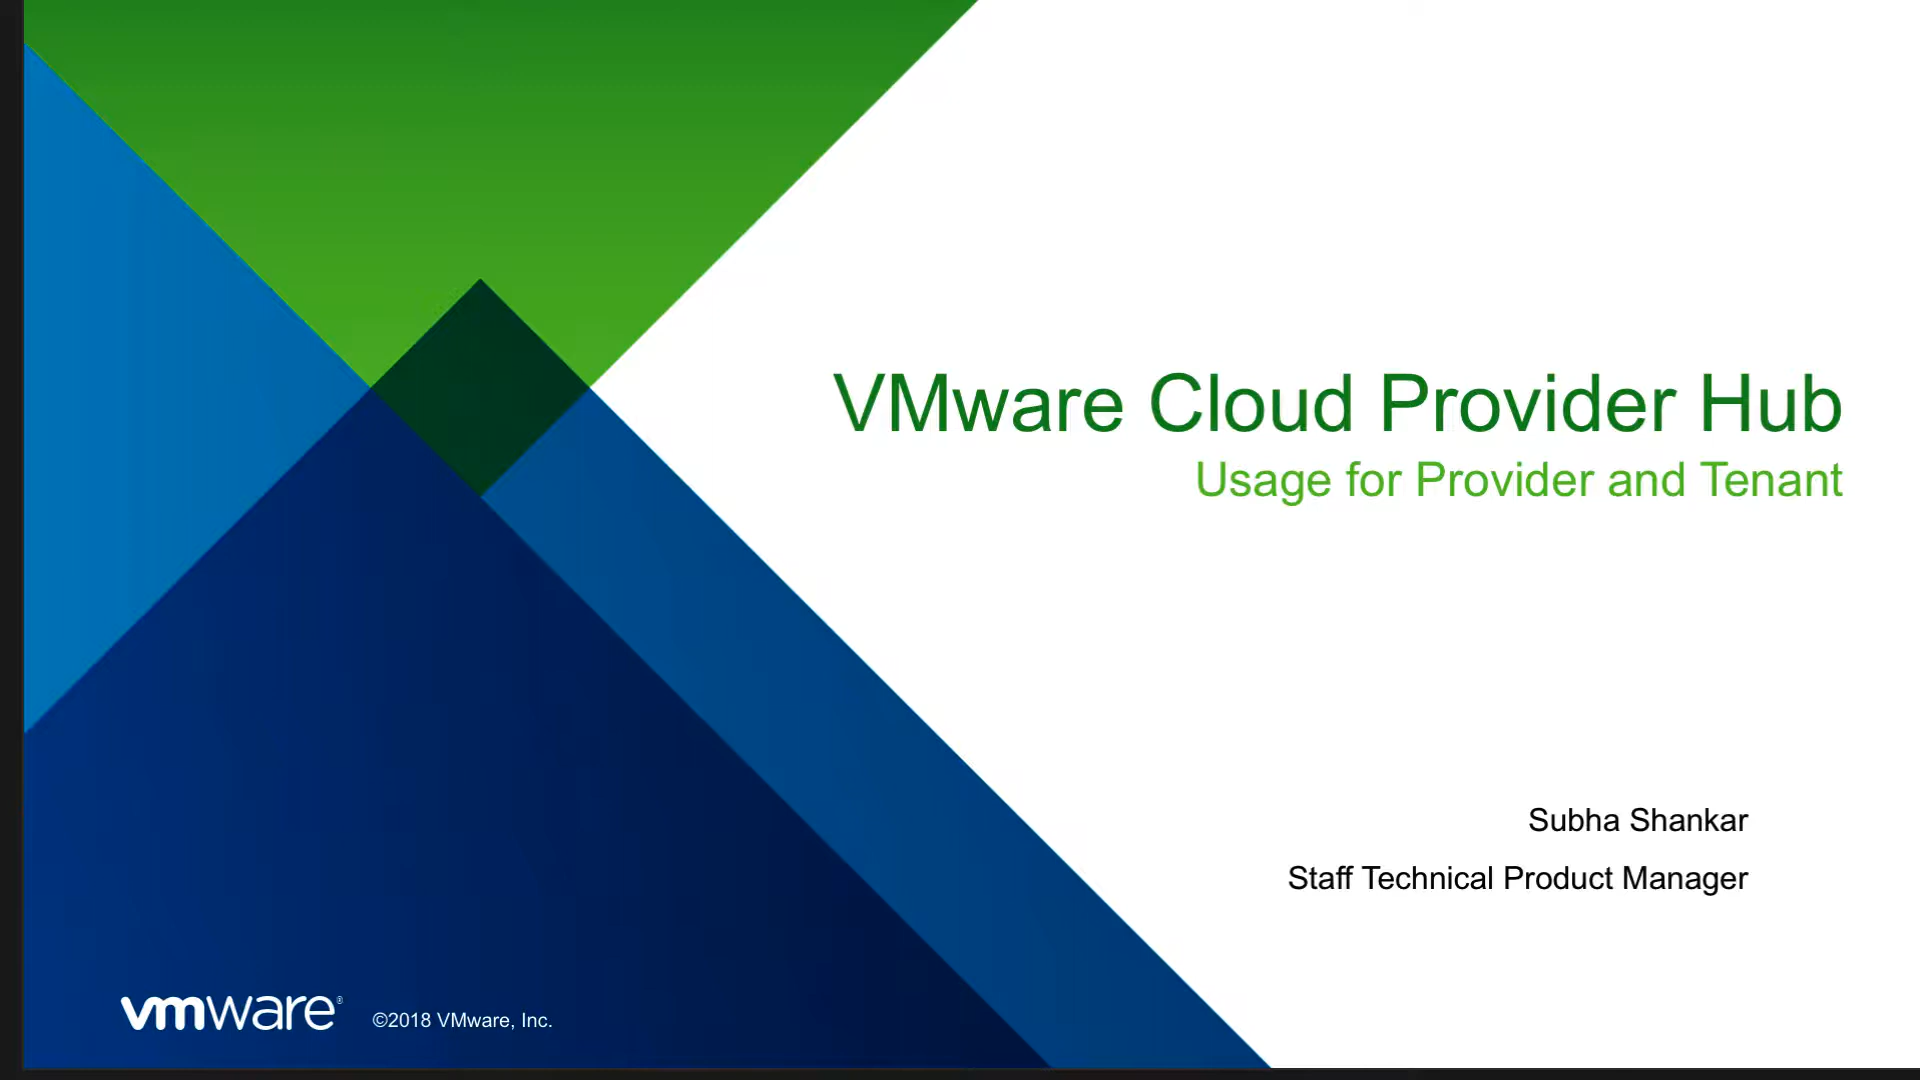 VMware Cloud Provider Hub
Usage for Provider and Tenant
Subha Shankar
Staff Technical Product Manager
vmware® ©2018 VMware, Inc.